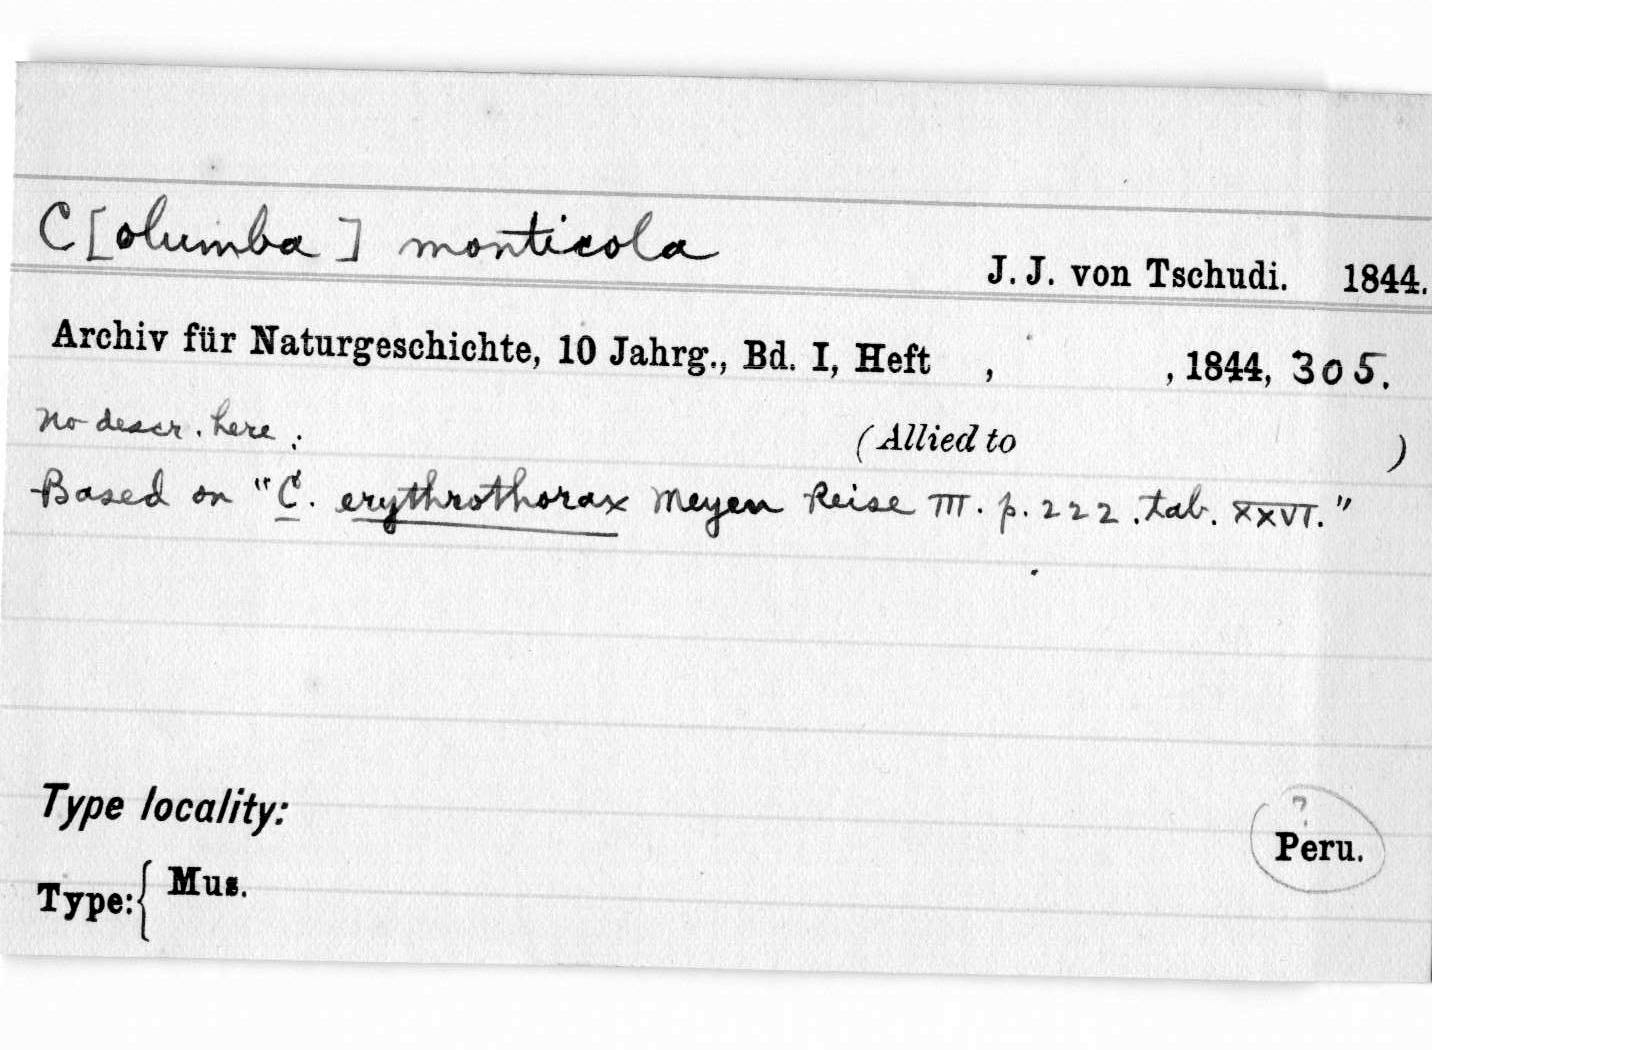 C[olumba] monticola
J. J. von Tschudi. 1844.
Archiv für Naturgeschichte, 10 Jahrg., Bd. I, Heft , , 1844, 305.
no descr. here. (Allied to )
Based on "C. erythrothorax Meyen Reise III. p. 222. tab. XXVI."
Type locality:
?
Peru.
Type:{ Mus.